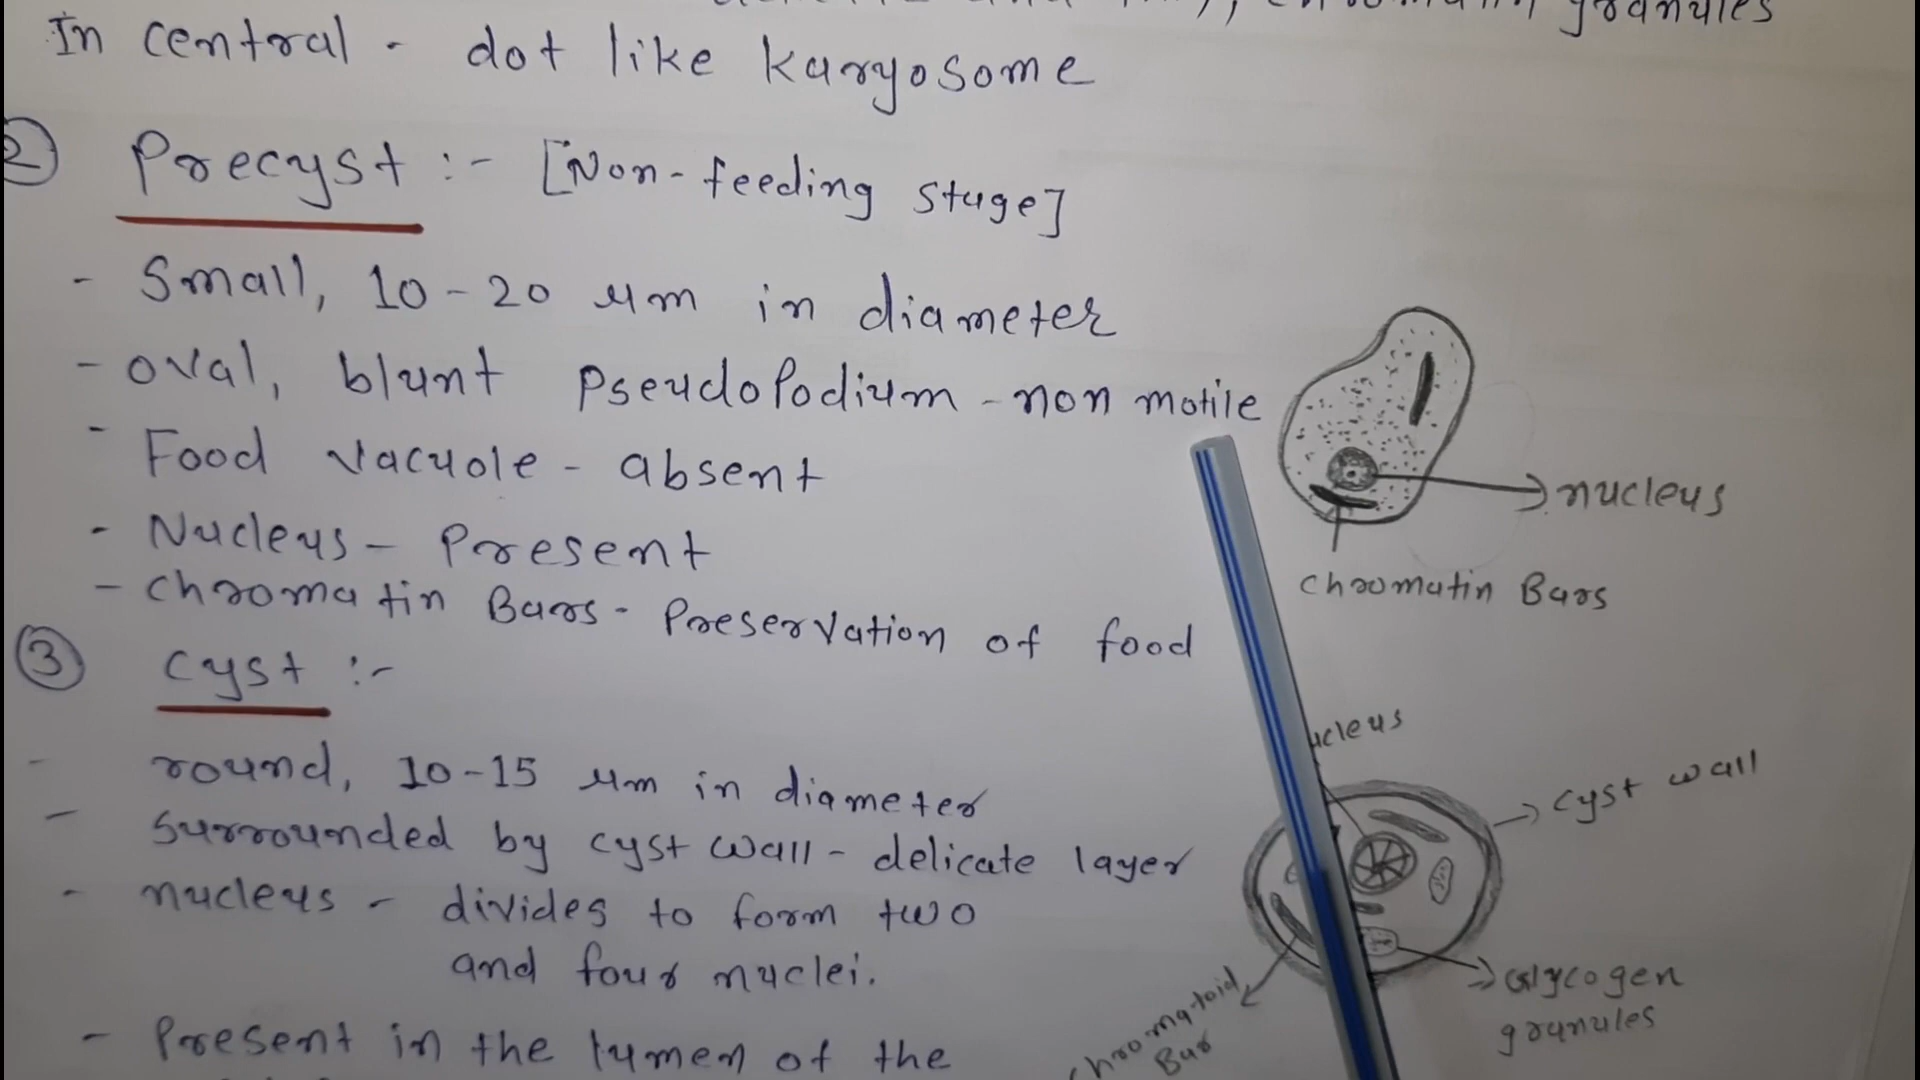 granules
In central - dot like karyosome
2 Precyst :- [Non-feeding stage]
- Small, 10-20 μm in diameter
- oval, blunt Pseudopodium - non motile
- Food vacuole - absent
- Nucleus - Present
- chromatin Bars - Preservation of food
nucleus
chromatin Bars
3 cyst :-
- round, 10-15 μm in diameter
- surrounded by cyst wall - delicate layer
- nucleus - divides to form two
and four nuclei.
- Present in the lumen of the
ucleus
cyst wall
Glycogen
granules
chromatoid
Bar